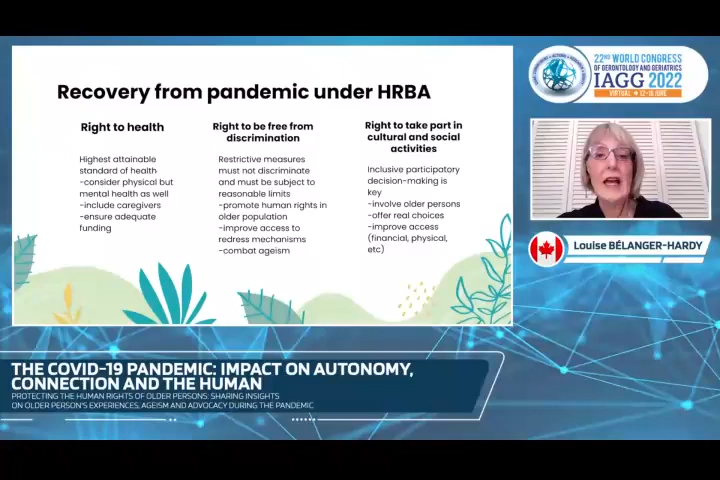 Recovery from pandemic under HRBA
Right to health
Highest attainable
standard of health
-consider physical but
mental health as well
-include caregivers
-ensure adequate
funding
Right to be free from
discrimination
Restrictive measures
must not discriminate
and must be subject to
reasonable limits
-promote human rights in
older population
-improve access to
redress mechanisms
-combat ageism
Right to take part in
cultural and social
activities
Inclusive participatory
decision-making is
key
-involve older persons
-offer real choices
-improve access
(financial, physical,
etc)
22ND WORLD CONGRESS
OF GERONTOLOGY AND GERIATRICS
IAGG 2022
VIRTUAL • 12-16 JUNE
Louise BÉLANGER-HARDY
THE COVID-19 PANDEMIC: IMPACT ON AUTONOMY,
CONNECTION AND THE HUMAN
PROTECTING THE HUMAN RIGHTS OF OLDER PERSONS: SHARING INSIGHTS
ON OLDER PERSON'S EXPERIENCES, AGEISM AND ADVOCACY DURING THE PANDEMIC